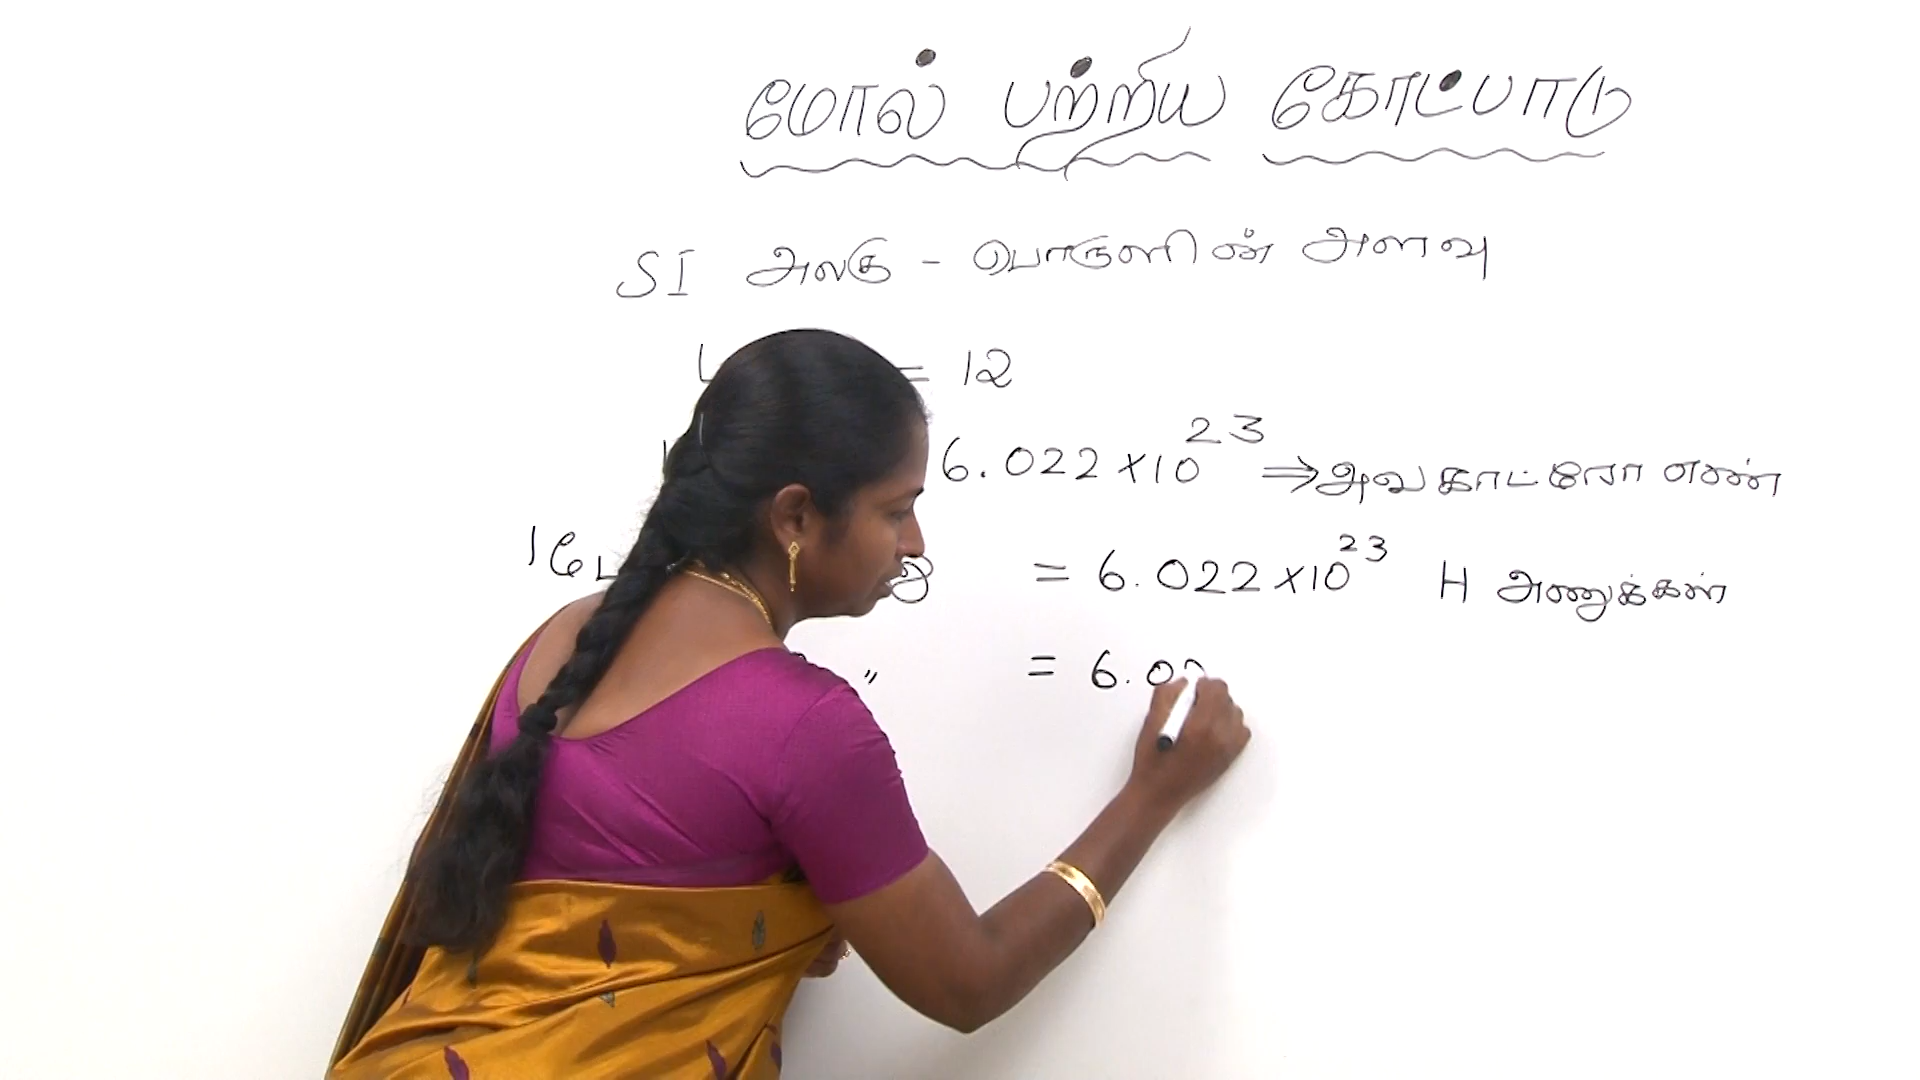 மோல் பற்றிய கோட்பாடு
SI அலகு - பொருளின் அளவு
= 12
6.022 × 10²³ ⇒ அவகாட்ரோ எண்
= 6.022 × 10²³ H அணுக்கள்
" = 6.02